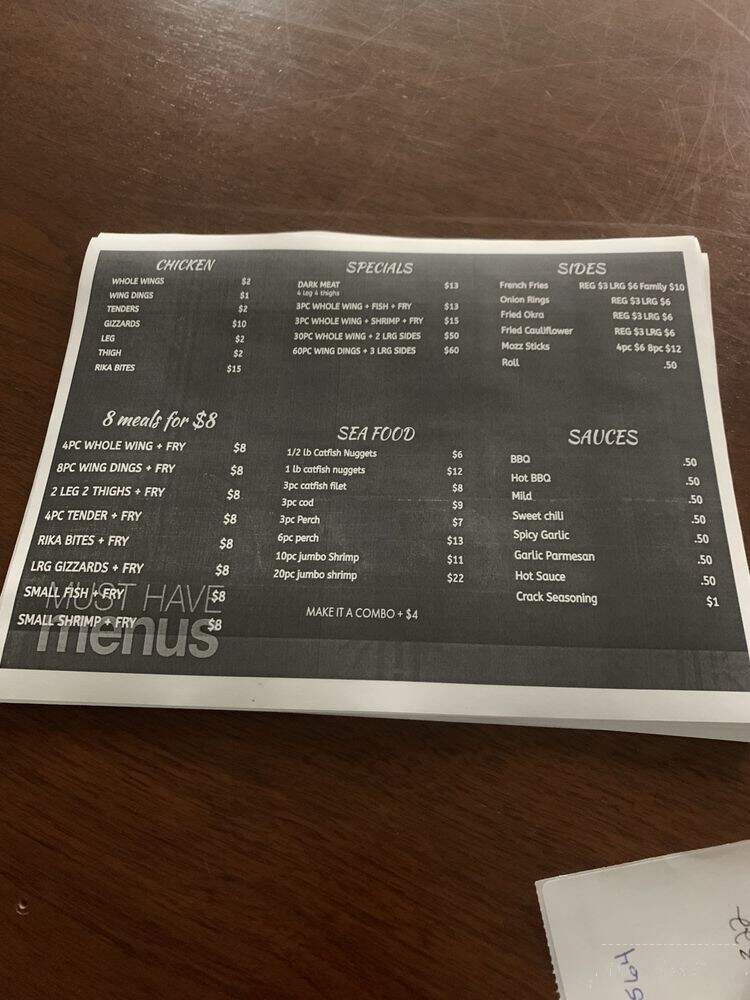 CHICKEN
WHOLE WINGS $2
WING DINGS $1
TENDERS $2
GIZZARDS $10
LEG $2
THIGH $2
RIKA BITES $15
SPECIALS
DARK MEAT $13
4 leg 4 thighs
3PC WHOLE WING + FISH + FRY $13
3PC WHOLE WING + SHRIMP + FRY $15
30PC WHOLE WING + 2 LRG SIDES $50
60PC WING DINGS + 3 LRG SIDES $60
SIDES
French Fries REG $3 LRG $6 Family $10
Onion Rings REG $3 LRG $6
Fried Okra REG $3 LRG $6
Fried Cauliflower REG $3 LRG $6
Mozz Sticks 4pc $6 8pc $12
Roll .50
8 meals for $8
4PC WHOLE WING + FRY $8
8PC WING DINGS + FRY $8
2 LEG 2 THIGHS + FRY $8
4PC TENDER + FRY $8
RIKA BITES + FRY $8
LRG GIZZARDS + FRY $8
SMALL FISH + FRY $8
SMALL SHRIMP + FRY $8
MUST HAVE
menus
SEA FOOD
1/2 lb Catfish Nuggets $6
1 lb catfish nuggets $12
3pc catfish filet $8
3pc cod $9
3pc Perch $7
6pc perch $13
10pc jumbo Shrimp $11
20pc jumbo shrimp $22
MAKE IT A COMBO + $4
SAUCES
BBQ .50
Hot BBQ .50
Mild .50
Sweet chili .50
Spicy Garlic .50
Garlic Parmesan .50
Hot Sauce .50
Crack Seasoning $1
564